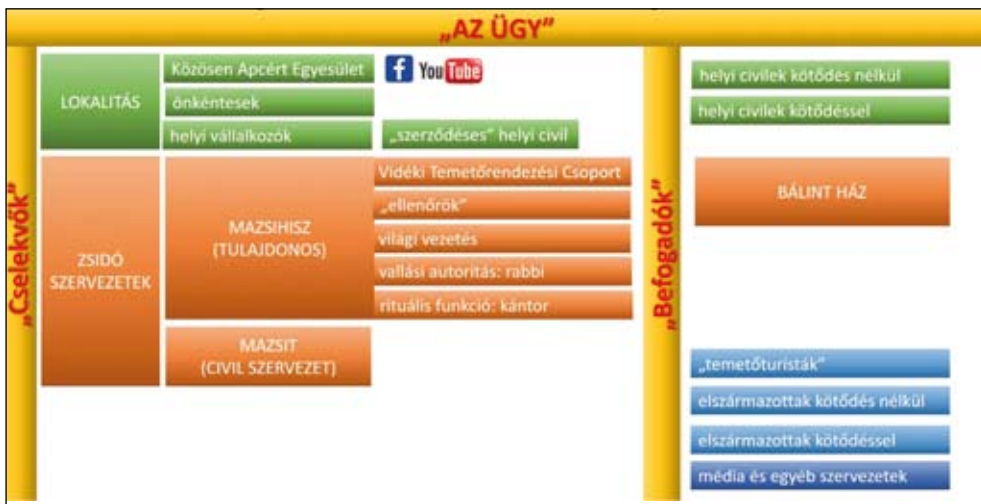 „AZ ÜGY”
„Cselekvők”
LOKALITÁS
Közösen Apcért Egyesület
önkéntesek
helyi vállalkozók
f YouTube
„szerződéses” helyi civil
ZSIDÓ
SZERVEZETEK
MAZSIHISZ
(TULAJDONOS)
Vidéki Temetőrendezési Csoport
„ellenőrök”
világi vezetés
vallási autoritás: rabbi
rituális funkció: kántor
MAZSIT
(CIVIL SZERVEZET)
„Befogadók”
helyi civilek kötődés nélkül
helyi civilek kötődéssel
BÁLINT HÁZ
„temetőturisták”
elszármazottak kötődés nélkül
elszármazottak kötődéssel
média és egyéb szervezetek